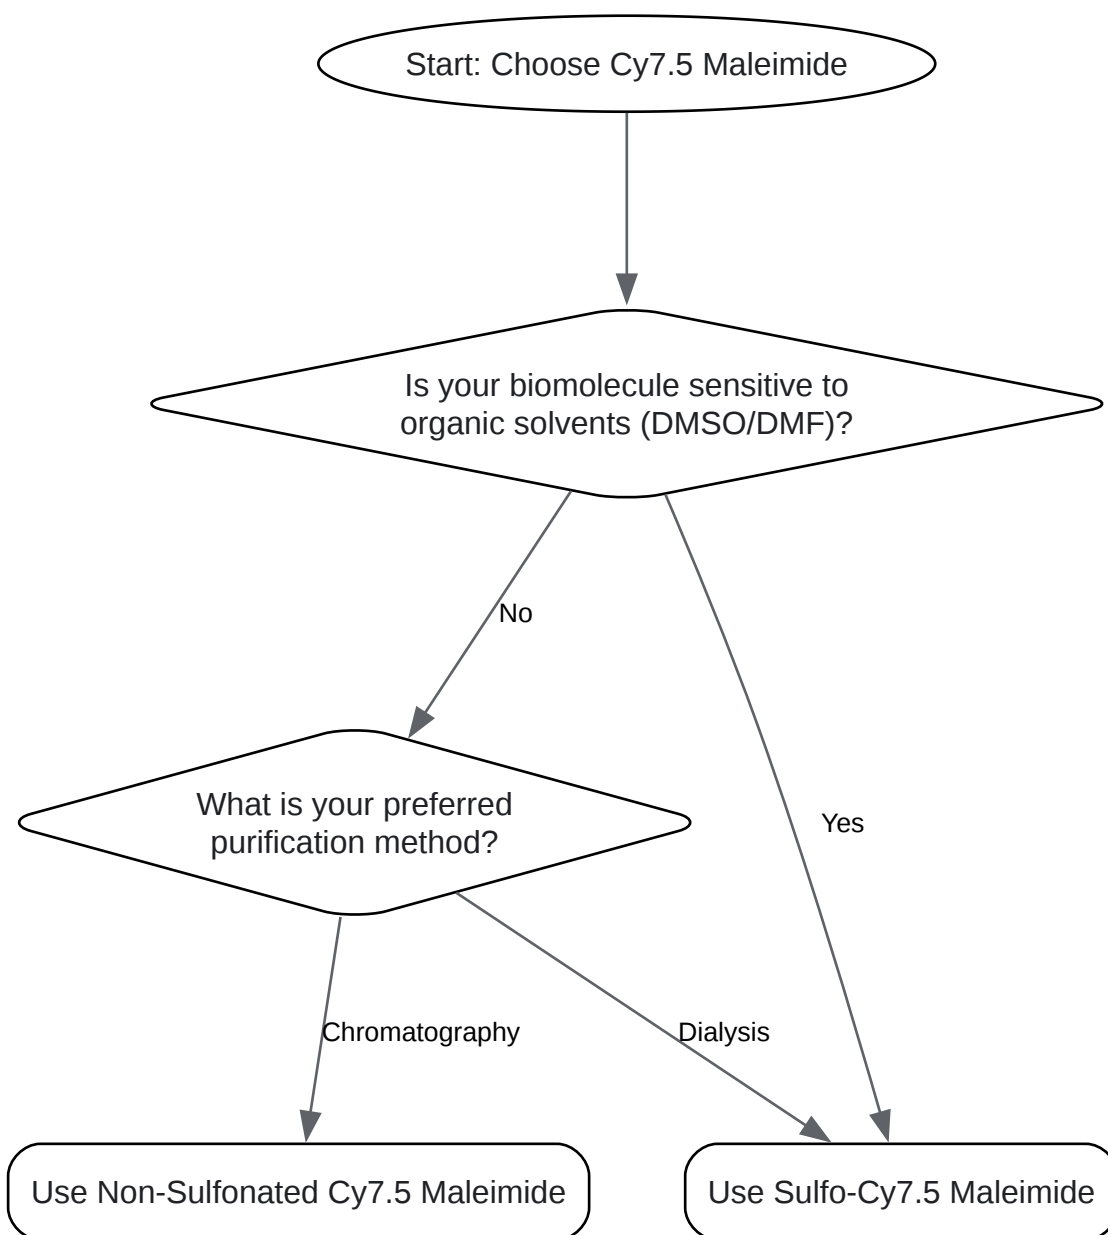 Start: Choose Cy7.5 Maleimide
Is your biomolecule sensitive to
organic solvents (DMSO/DMF)?
No
What is your preferred
purification method?
Yes
Chromatography
Dialysis
Use Non-Sulfonated Cy7.5 Maleimide
Use Sulfo-Cy7.5 Maleimide